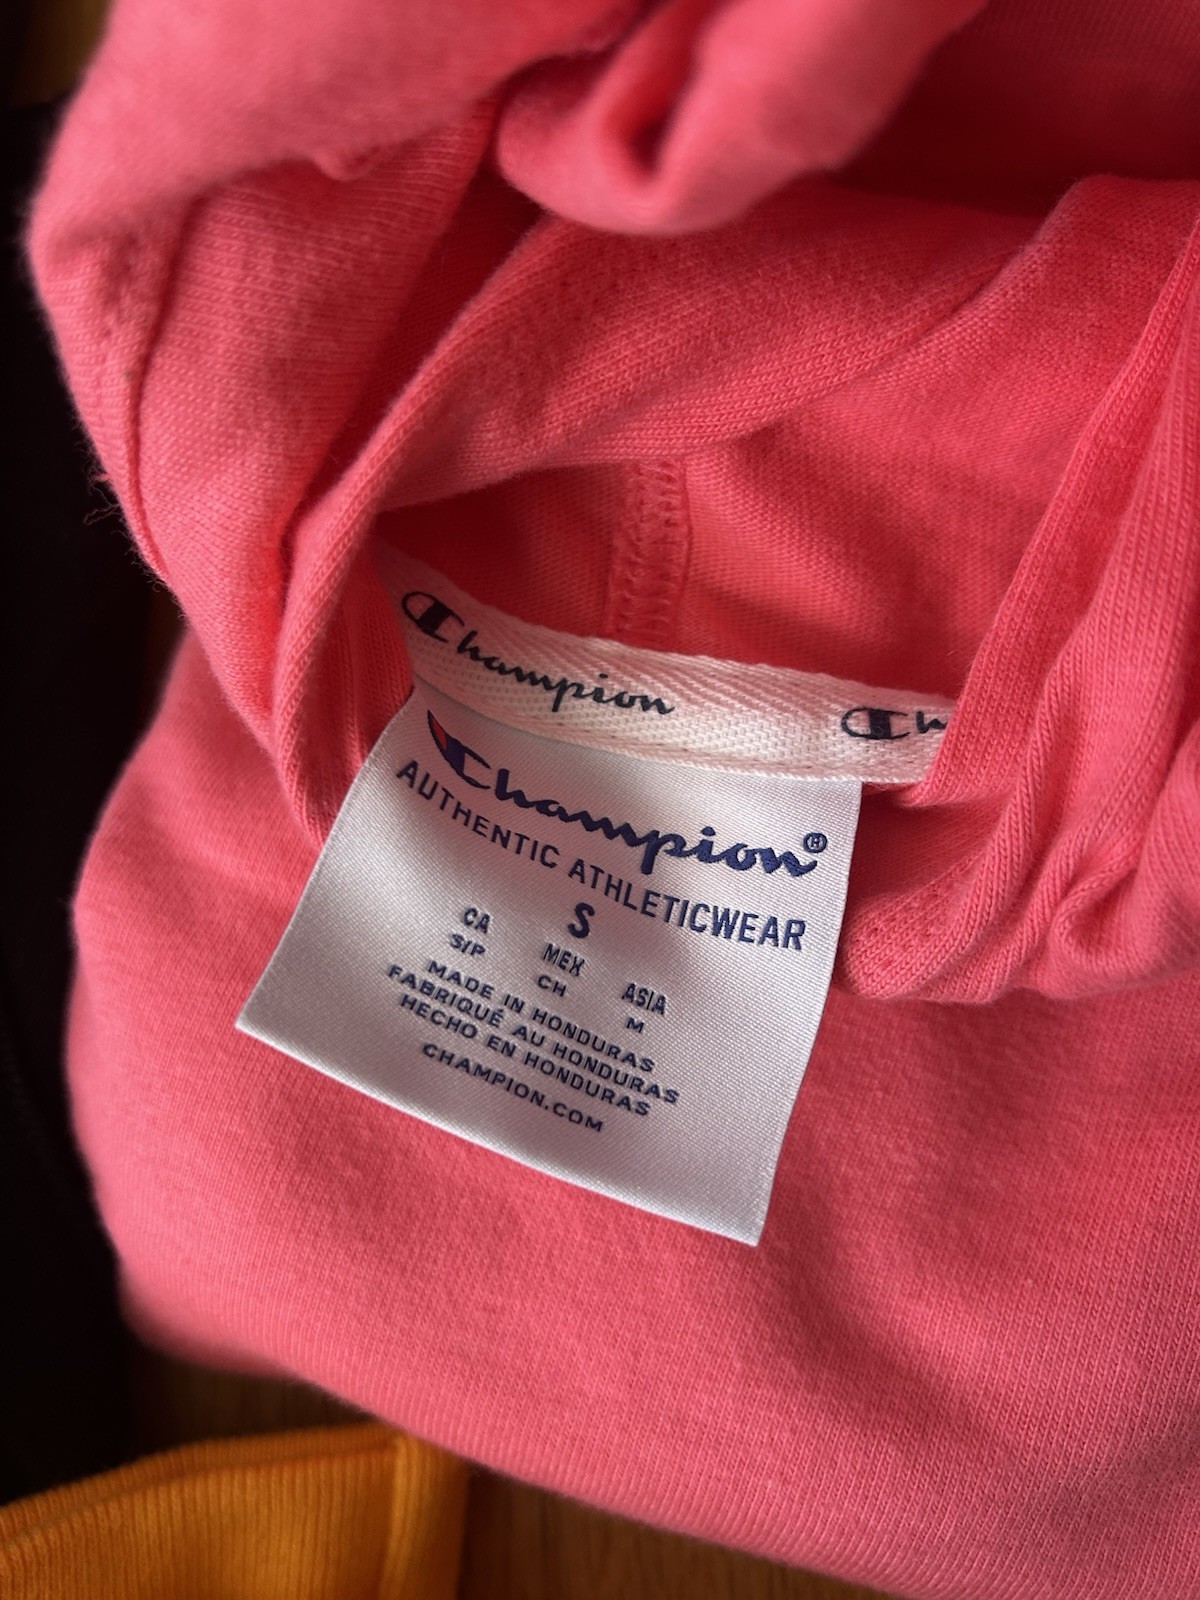 Champion
Champion®
AUTHENTIC ATHLETICWEAR
S
CA MEX ASIA
S/P CH M
MADE IN HONDURAS
FABRIQUÉ AU HONDURAS
HECHO EN HONDURAS
CHAMPION.COM